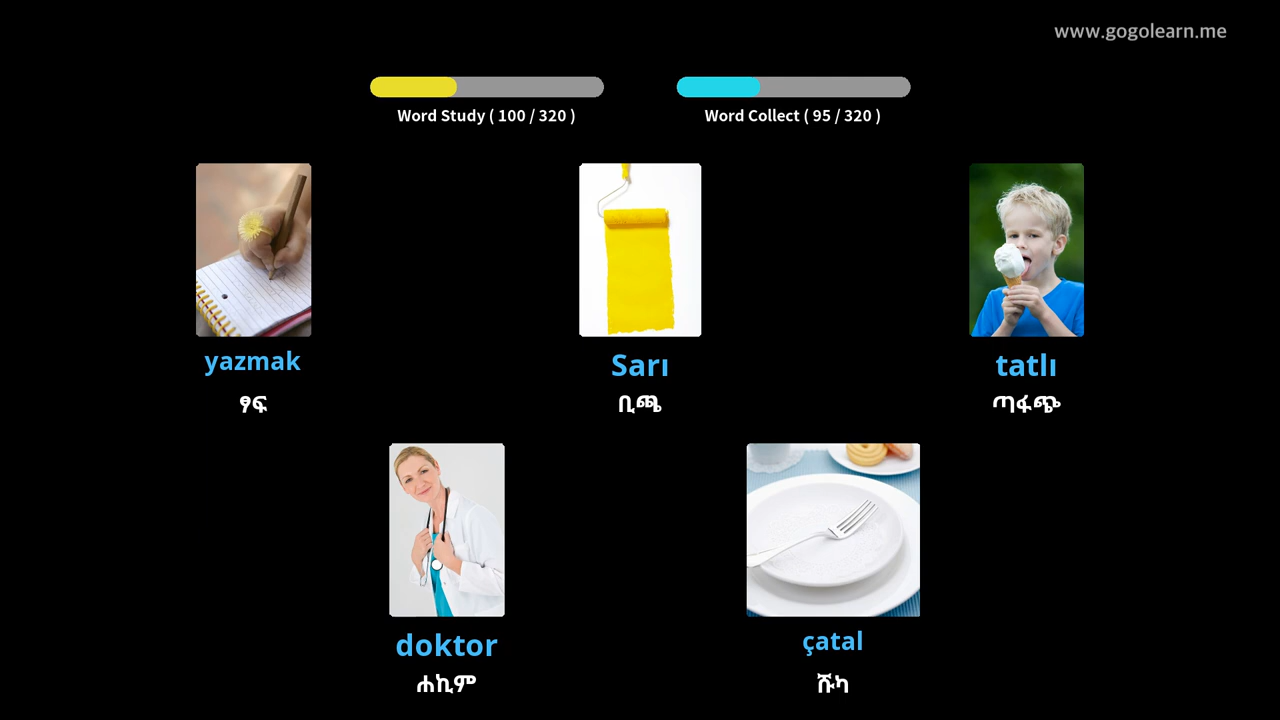 www.gogolearn.me
Word Study ( 100 / 320 )
Word Collect ( 95 / 320 )
yazmak
ፃፍ
Sarı
ቢጫ
tatlı
ጣፋጭ
doktor
ሐኪም
çatal
ሹካ